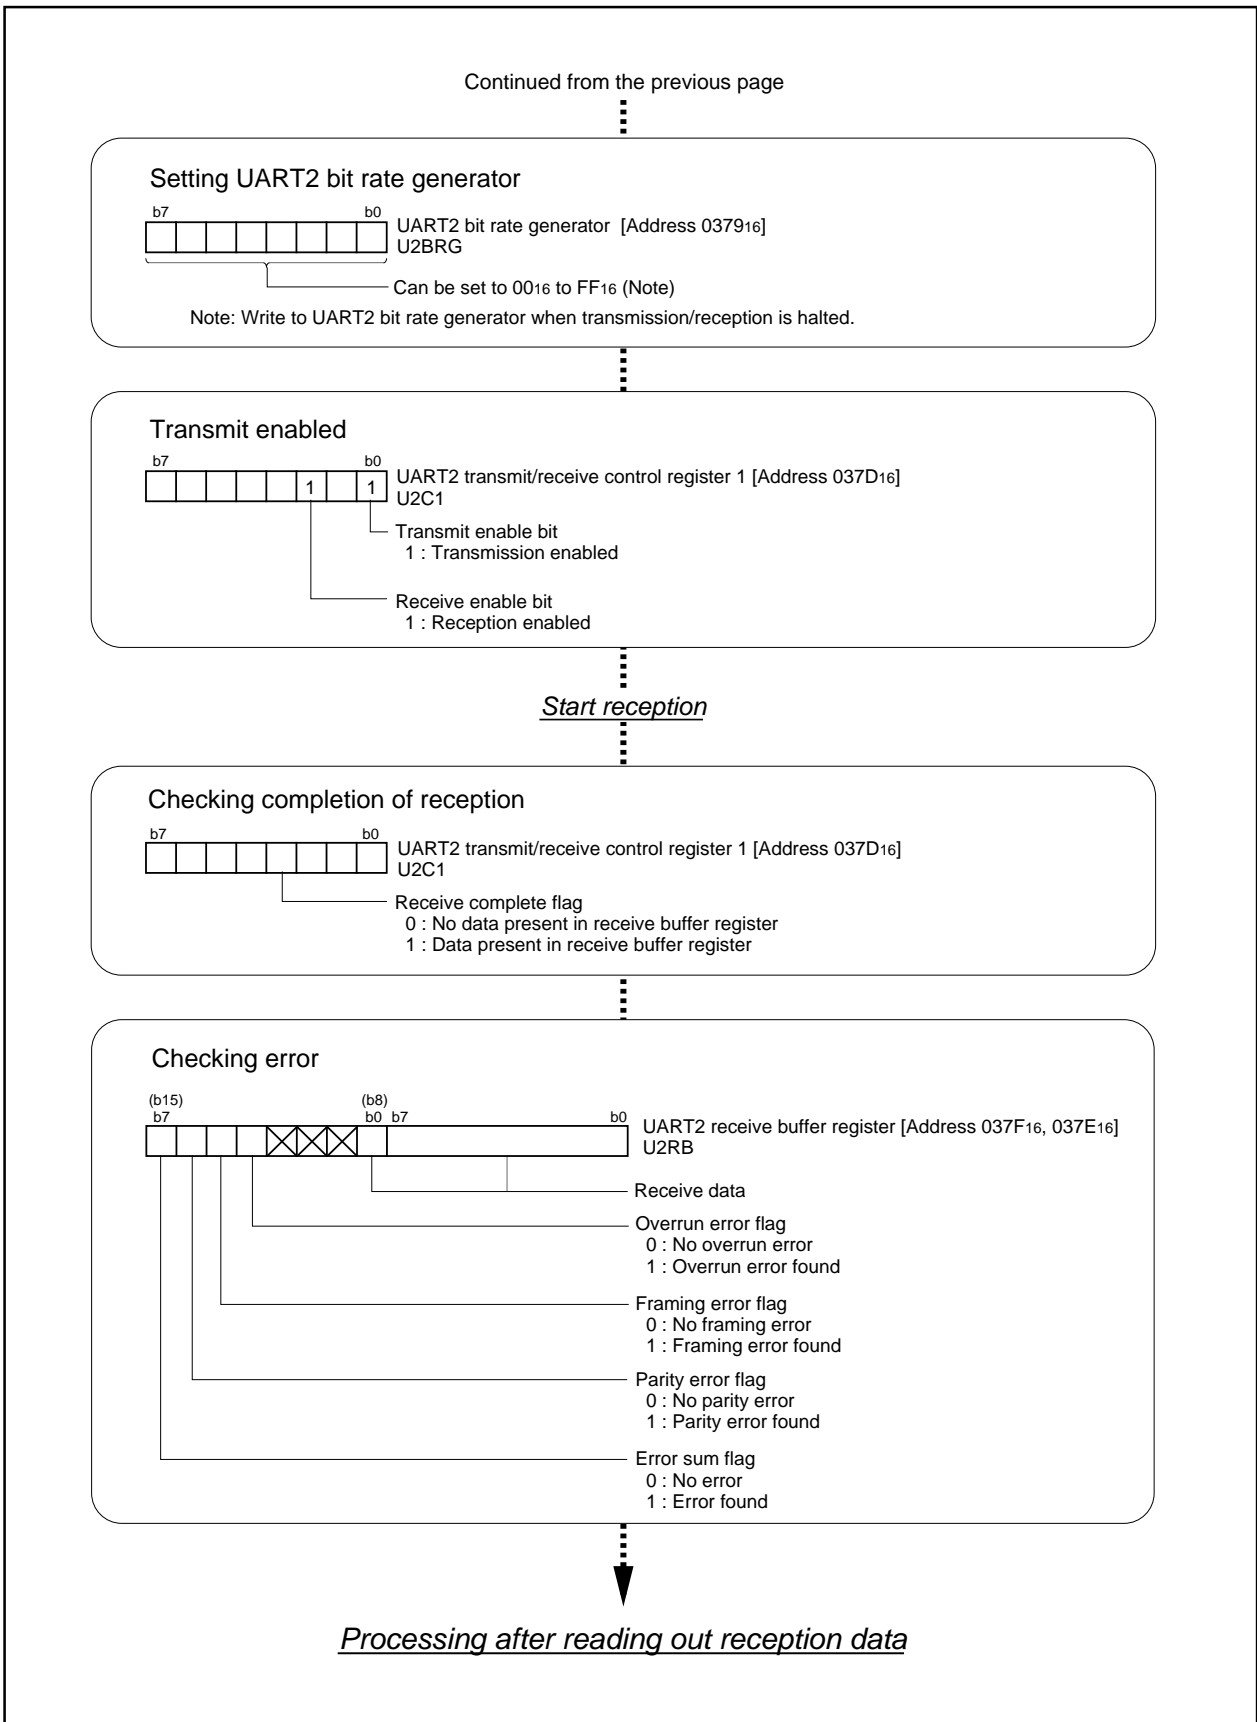 Continued from the previous page
Setting UART2 bit rate generator
b7 b0
UART2 bit rate generator [Address 037916]
U2BRG
Can be set to 0016 to FF16 (Note)
Note: Write to UART2 bit rate generator when transmission/reception is halted.
Transmit enabled
b7 b0
1 1
UART2 transmit/receive control register 1 [Address 037D16]
U2C1
Transmit enable bit
1 : Transmission enabled
Receive enable bit
1 : Reception enabled
Start reception
Checking completion of reception
b7 b0
UART2 transmit/receive control register 1 [Address 037D16]
U2C1
Receive complete flag
0 : No data present in receive buffer register
1 : Data present in receive buffer register
Checking error
(b15) (b8)
b7 b0 b7 b0
UART2 receive buffer register [Address 037F16, 037E16]
U2RB
Receive data
Overrun error flag
0 : No overrun error
1 : Overrun error found
Framing error flag
0 : No framing error
1 : Framing error found
Parity error flag
0 : No parity error
1 : Parity error found
Error sum flag
0 : No error
1 : Error found
Processing after reading out reception data